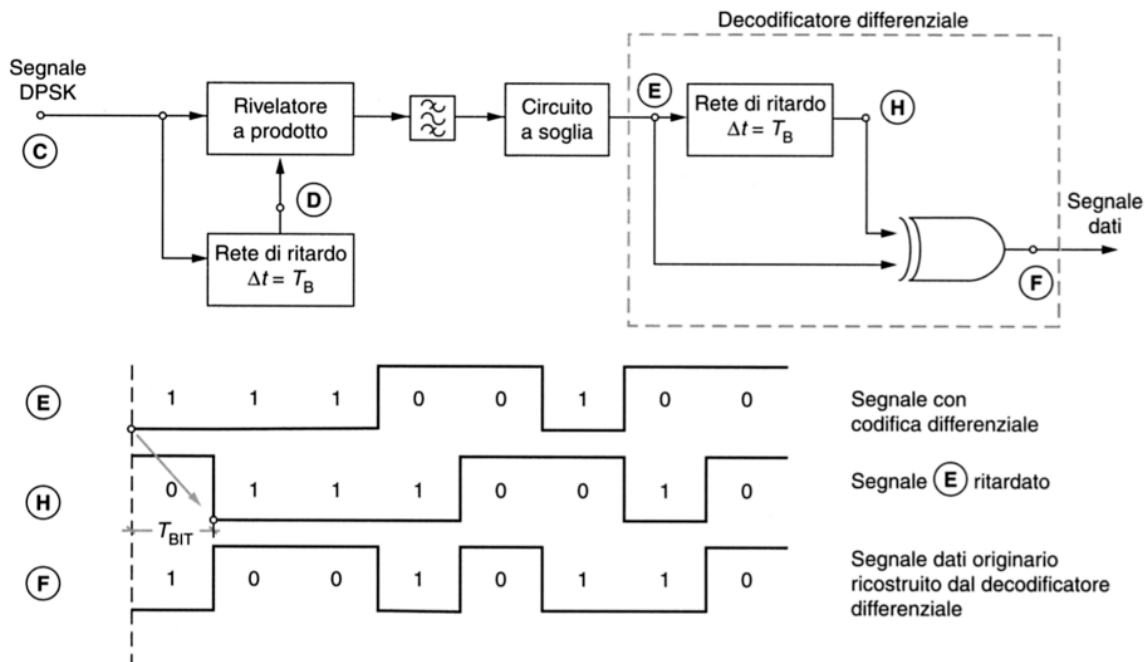 Decodificatore differenziale
Segnale
DPSK
C
Rivelatore
a prodotto
Circuito
a soglia
E
Rete di ritardo
Δt = T_B
H
D
Rete di ritardo
Δt = T_B
Segnale
dati
F
E
1 1 1 0 0 1 0 0
Segnale con
codifica differenziale
H
0 1 1 1 0 0 1 0
Segnale E ritardato
T_BIT
F
1 0 0 1 0 1 1 0
Segnale dati originario
ricostruito dal decodificatore
differenziale